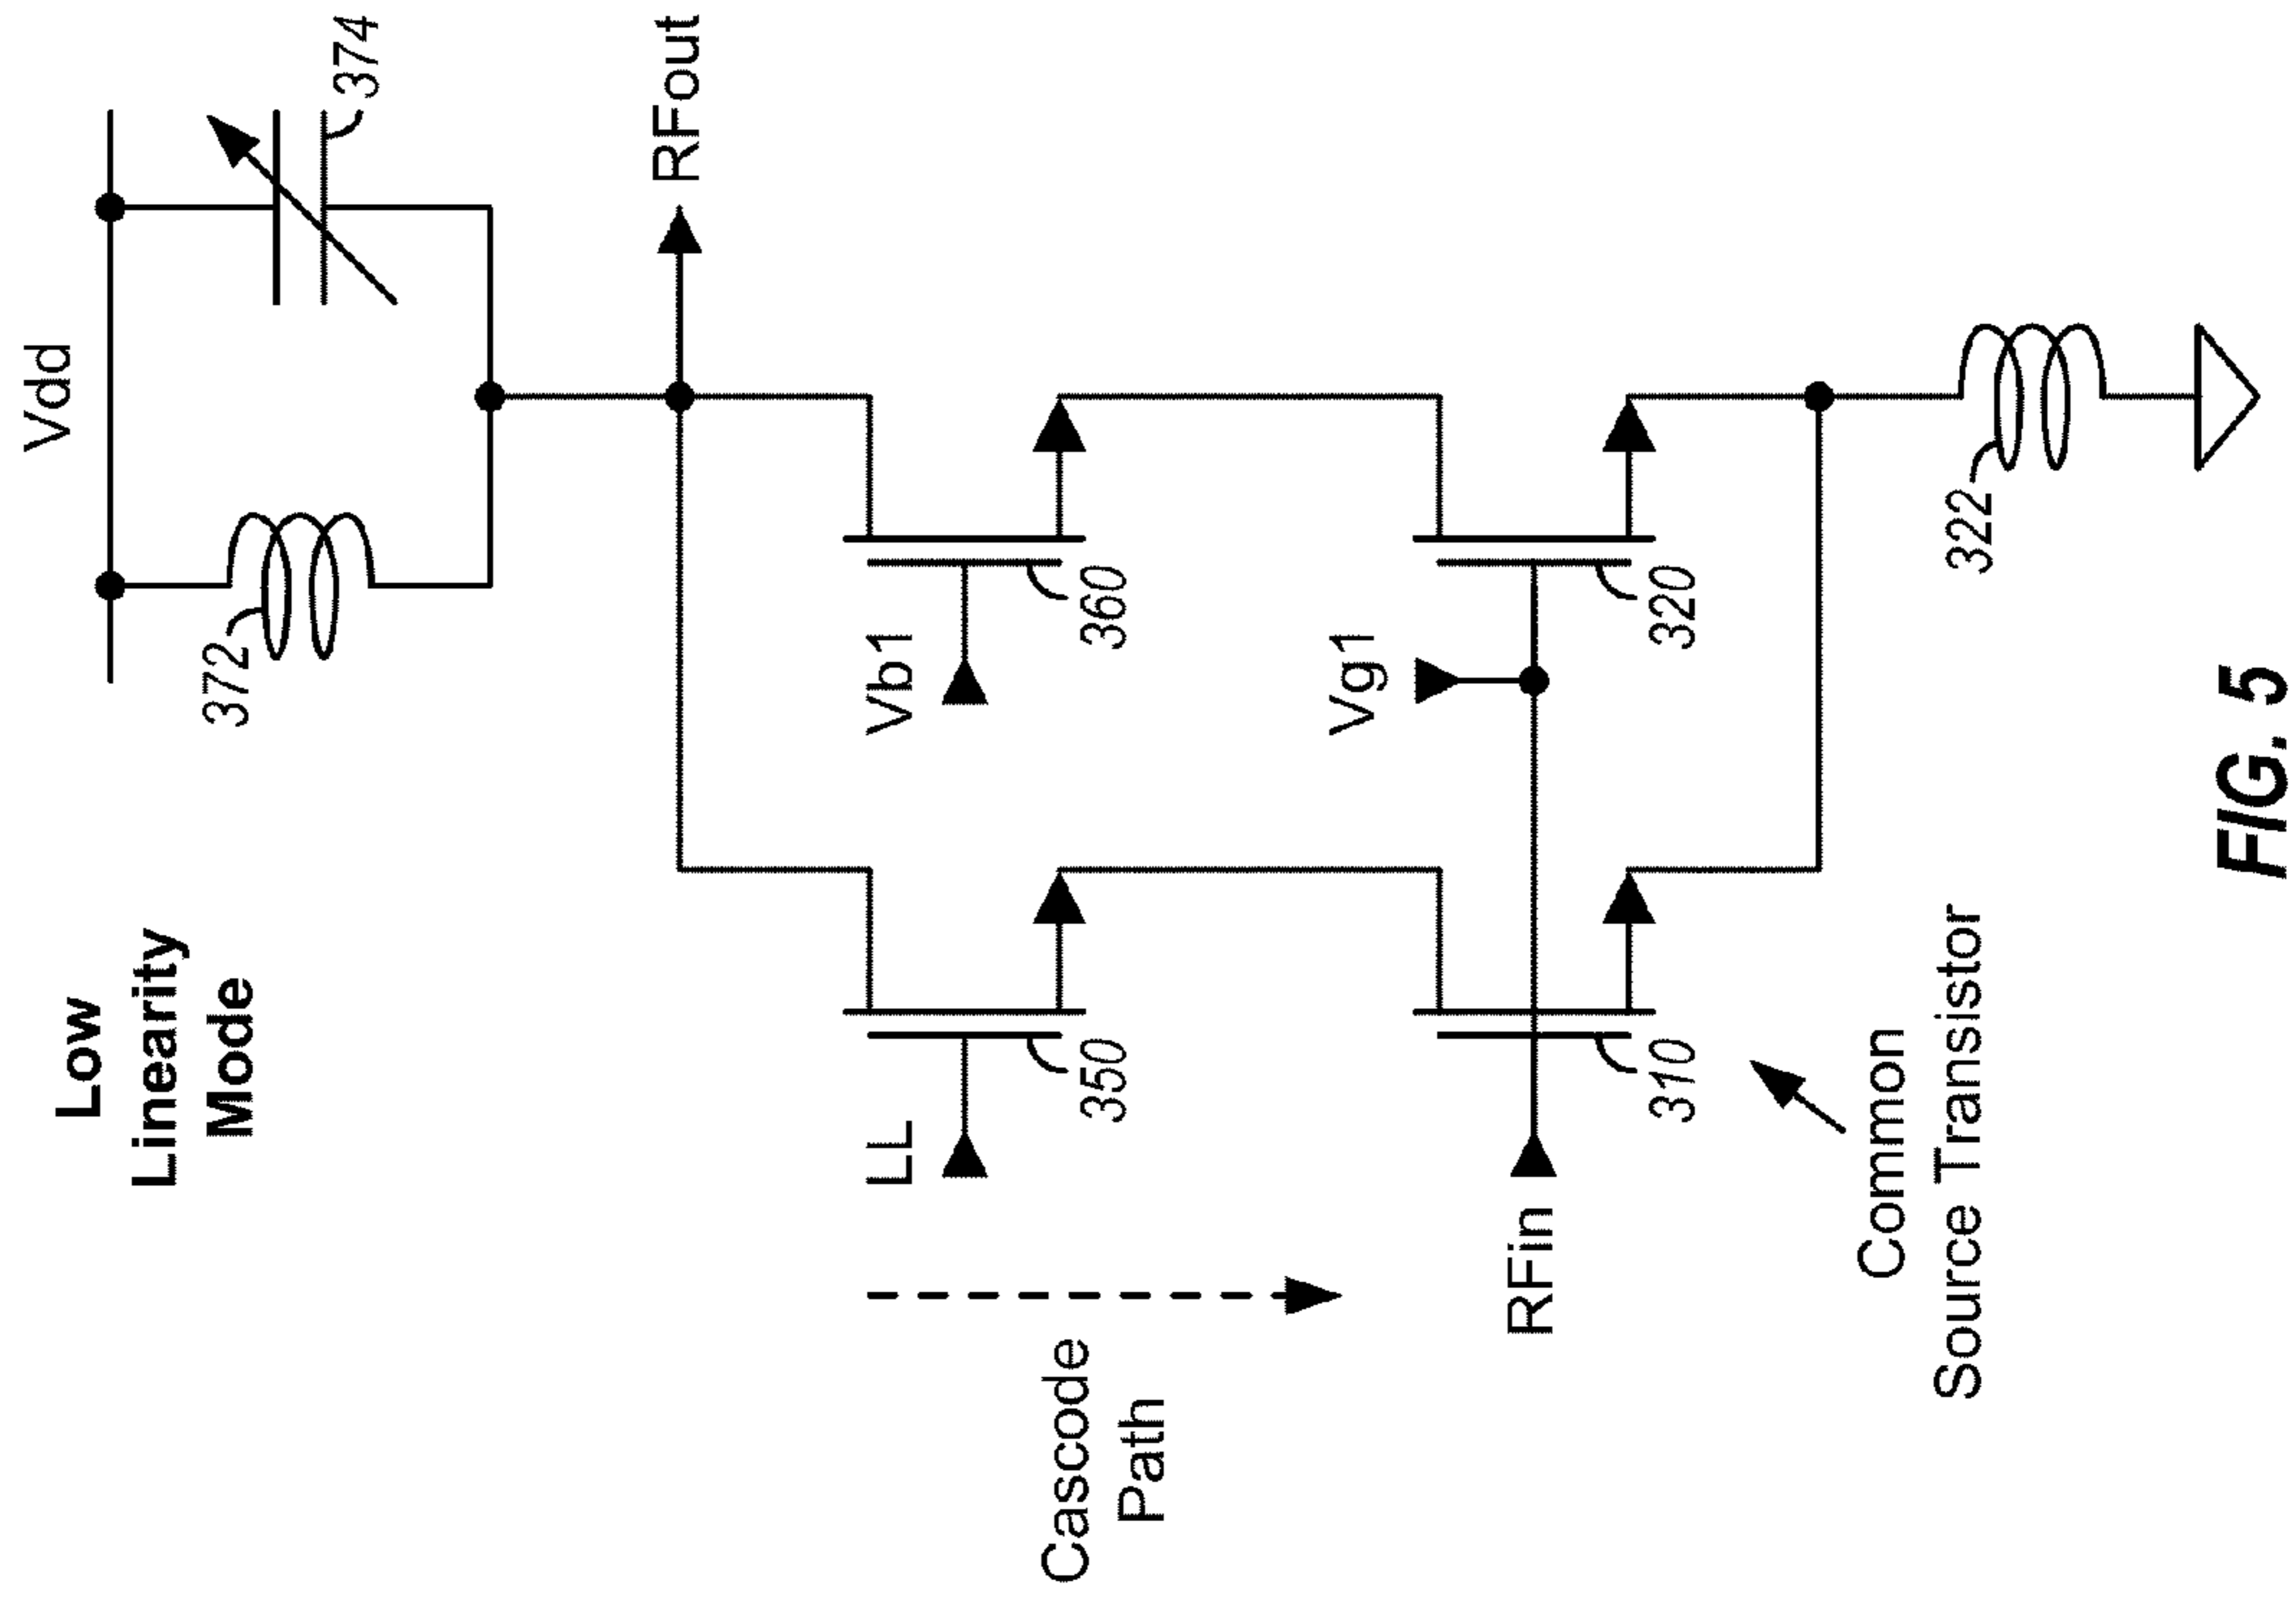 Low
Linearity
Mode
Vdd
372
374
RFout
LL
350
Vb1
360
Cascode
Path
Vg1
RFin
310
320
Common
Source Transistor
322
FIG. 5